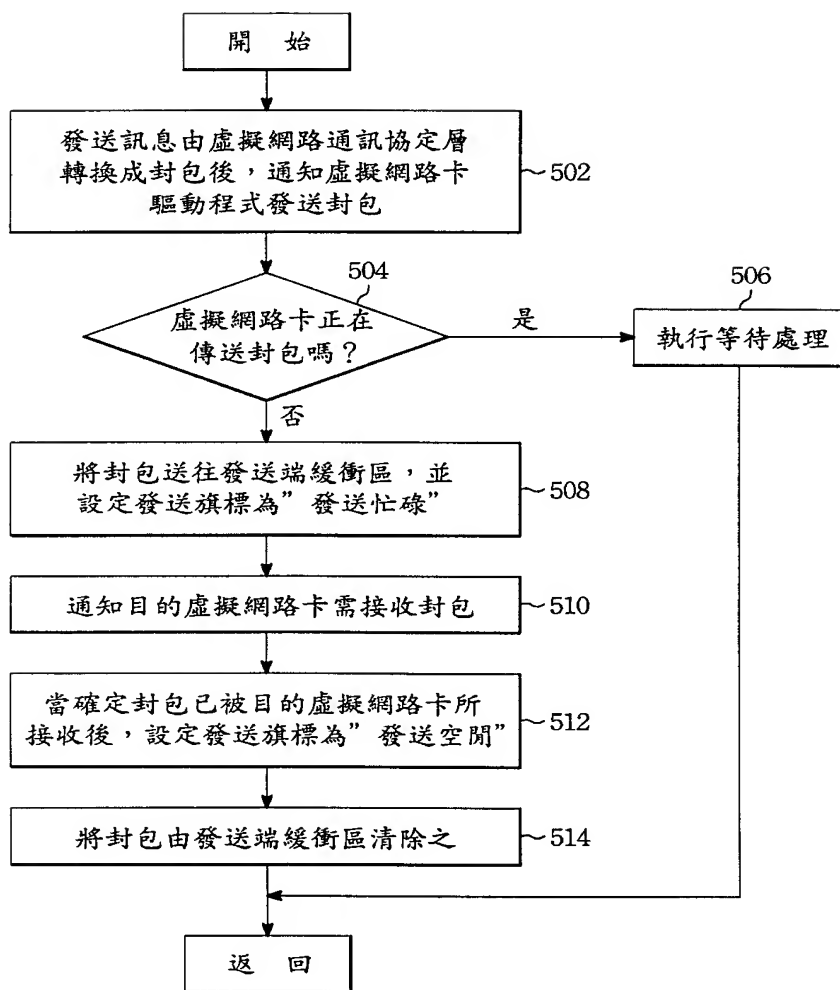 開 始
發送訊息由虛擬網路通訊協定層
轉換成封包後，通知虛擬網路卡
驅動程式發送封包
502
504
虛擬網路卡正在
傳送封包嗎？
是
506
執行等待處理
否
將封包送往發送端緩衝區，並
設定發送旗標為”發送忙碌”
508
通知目的虛擬網路卡需接收封包
510
當確定封包已被目的虛擬網路卡所
接收後，設定發送旗標為”發送空閒”
512
將封包由發送端緩衝區清除之
514
返 回